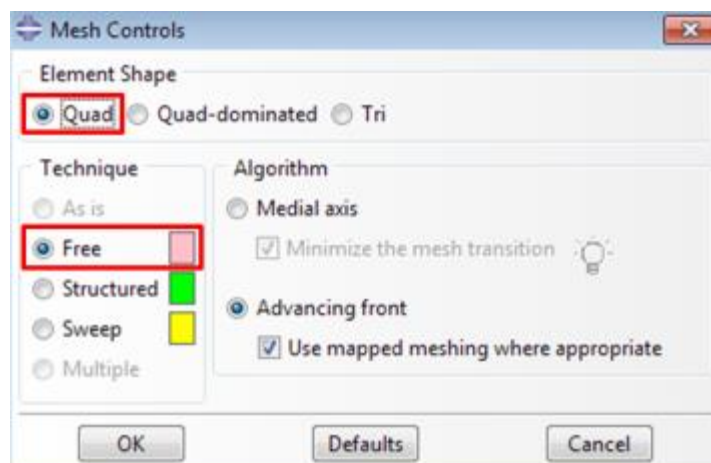 Mesh Controls
Element Shape
Quad Quad-dominated Tri
Technique
As is
Free
Structured
Sweep
Multiple
Algorithm
Medial axis
Minimize the mesh transition
Advancing front
Use mapped meshing where appropriate
OK Defaults Cancel